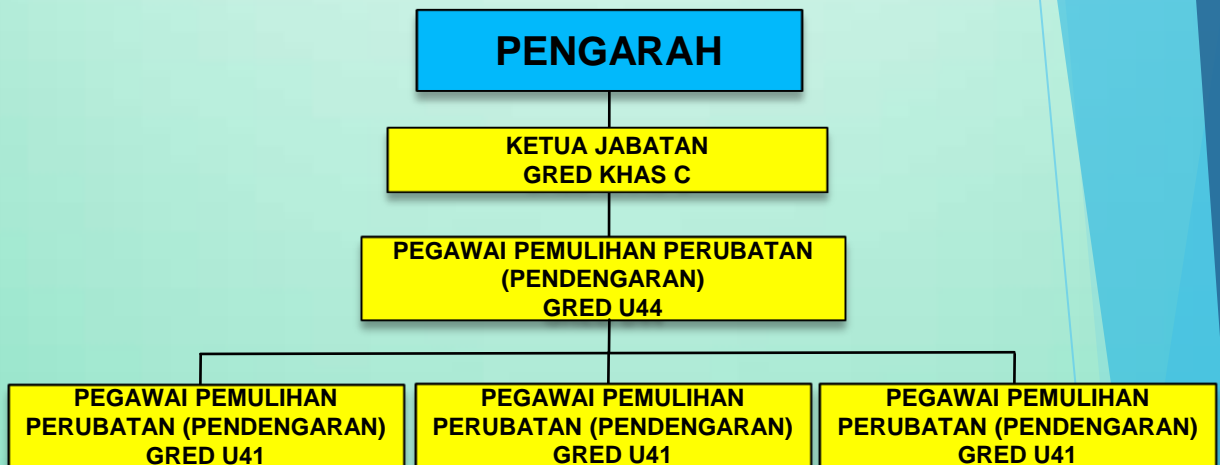 PENGARAH
KETUA JABATAN
GRED KHAS C
PEGAWAI PEMULIHAN PERUBATAN
(PENDENGARAN)
GRED U44
PEGAWAI PEMULIHAN
PERUBATAN (PENDENGARAN)
GRED U41
PEGAWAI PEMULIHAN
PERUBATAN (PENDENGARAN)
GRED U41
PEGAWAI PEMULIHAN
PERUBATAN (PENDENGARAN)
GRED U41